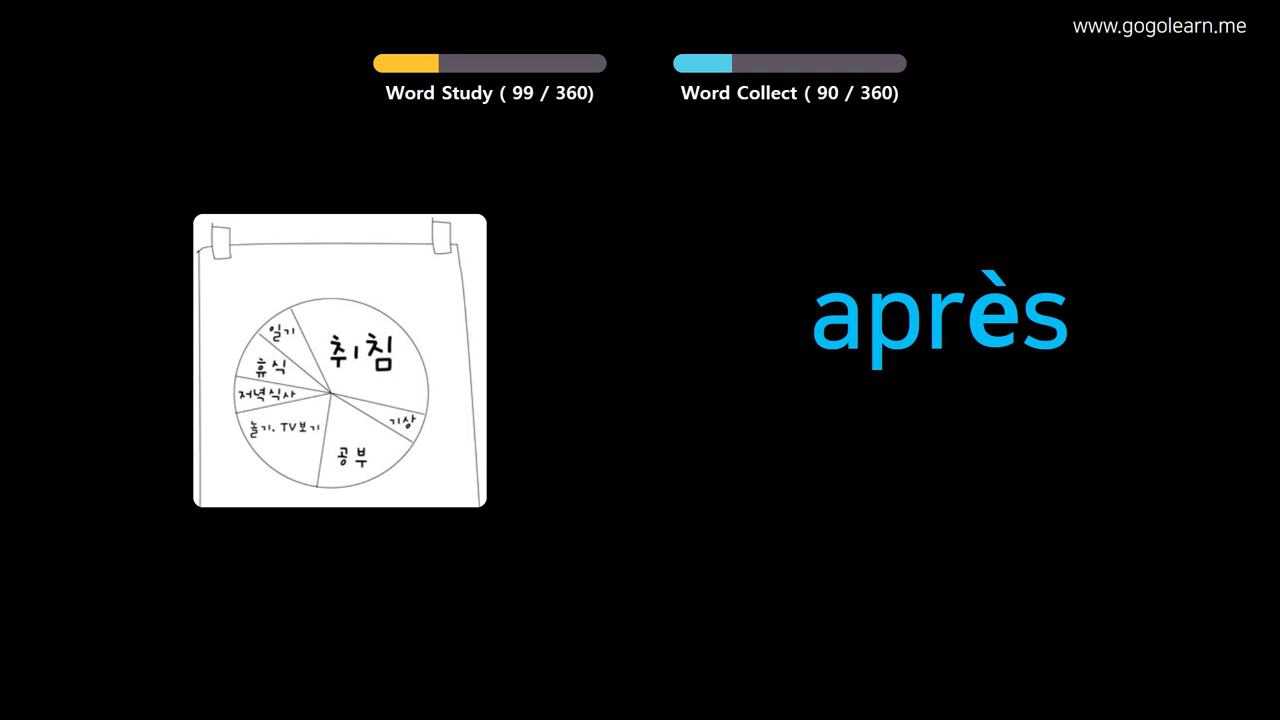 www.gogolearn.me
Word Study ( 99 / 360)
Word Collect ( 90 / 360)
après
일기
취침
휴식
저녁식사
기상
놀기. TV보기
공부